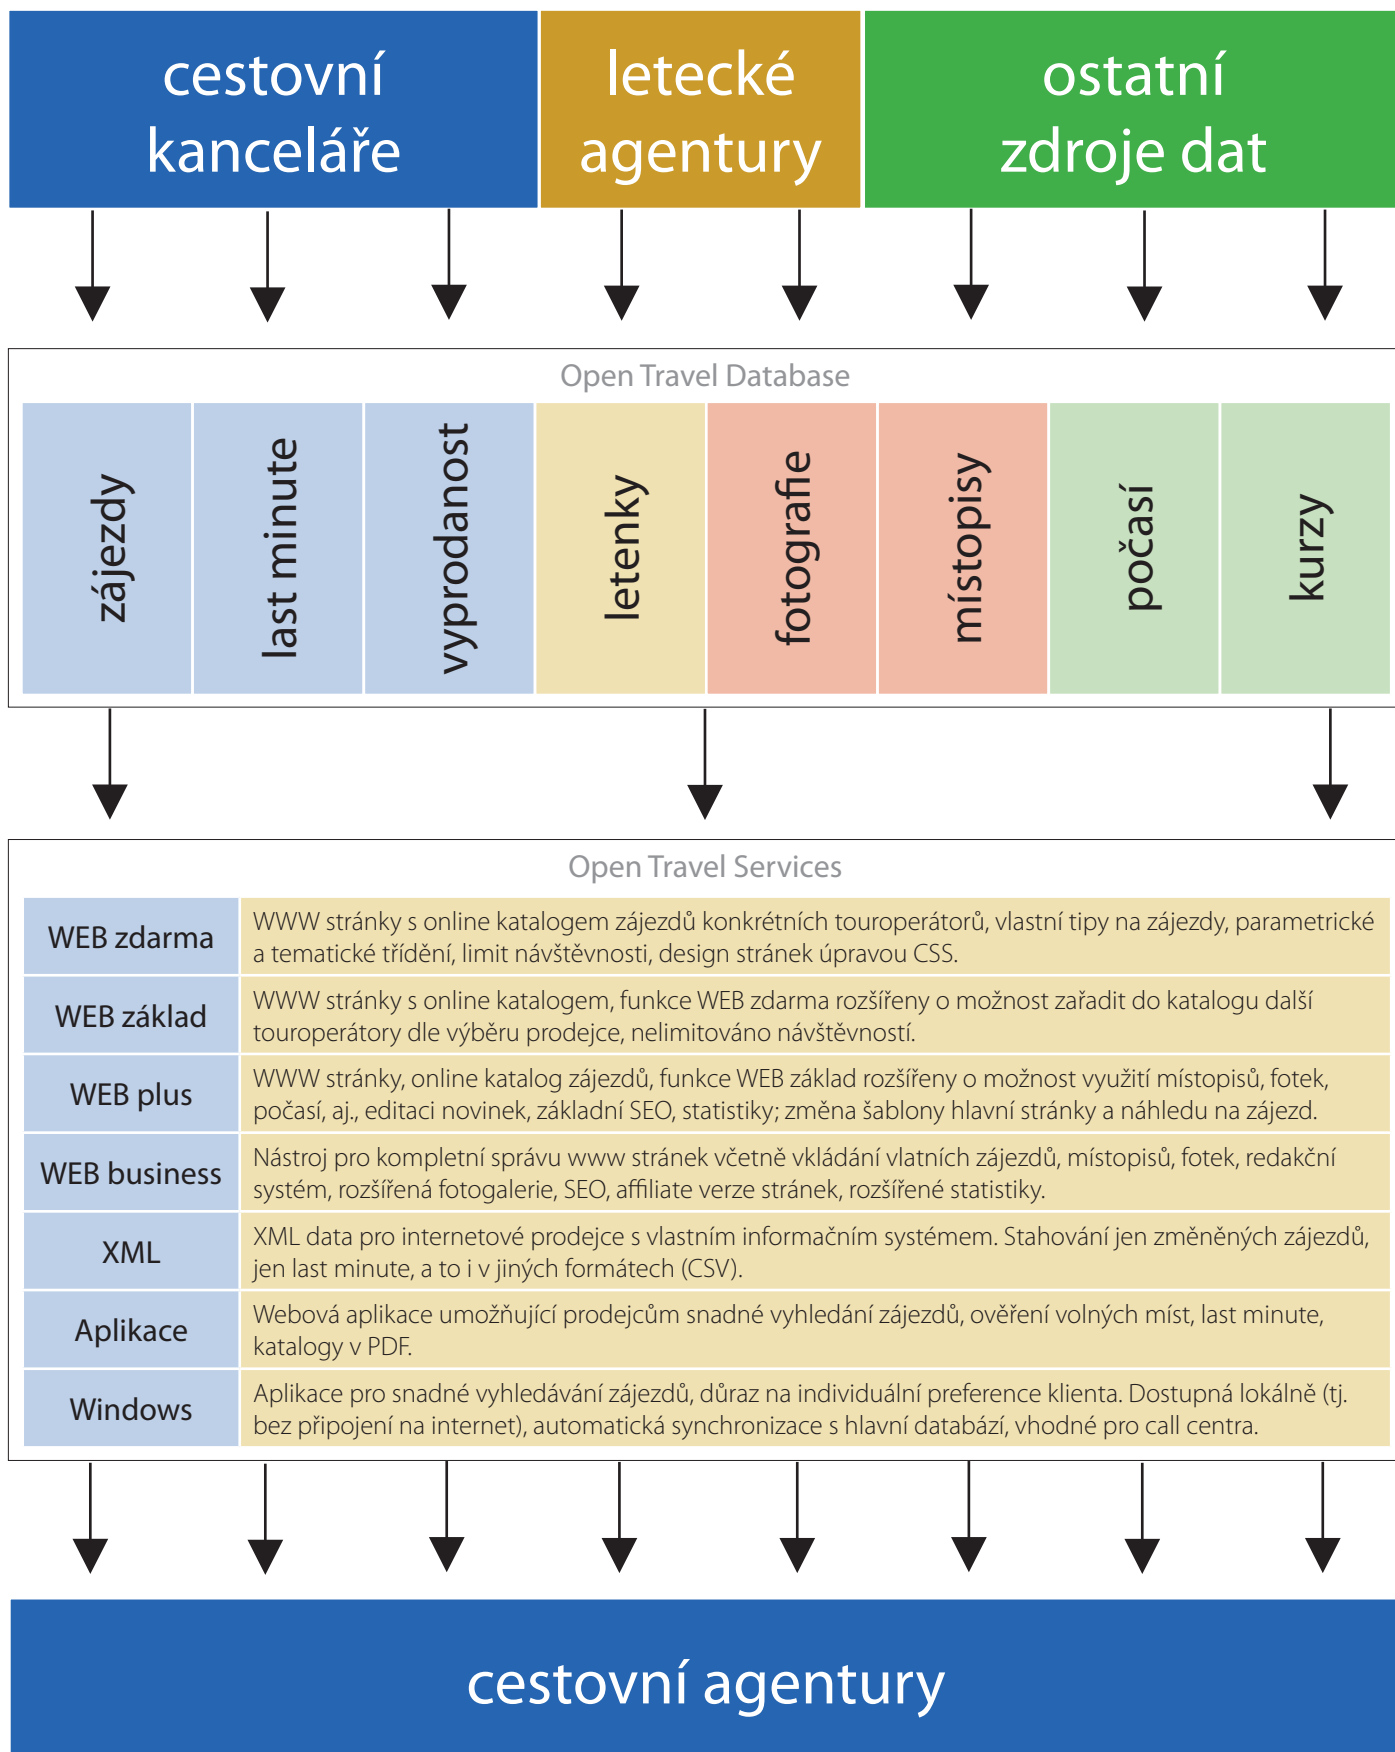 cestovní
kanceláře
letecké
agentury
ostatní
zdroje dat
Open Travel Database
zájezdy
last minute
vyprodanost
letenky
fotografie
místopisy
počasí
kurzy
Open Travel Services
WEB zdarma
WWW stránky s online katalogem zájezdů konkrétních touroperátorů, vlastní tipy na zájezdy, parametrické
a tematické třídění, limit návštěvnosti, design stránek úpravou CSS.
WEB základ
WWW stránky s online katalogem, funkce WEB zdarma rozšířeny o možnost zařadit do katalogu další
touroperátory dle výběru prodejce, nelimitováno návštěvností.
WEB plus
WWW stránky, online katalog zájezdů, funkce WEB základ rozšířeny o možnost využití místopisů, fotek,
počasí, aj., editaci novinek, základní SEO, statistiky; změna šablony hlavní stránky a náhledu na zájezd.
WEB business
Nástroj pro kompletní správu www stránek včetně vkládání vlatních zájezdů, místopisů, fotek, redakční
systém, rozšířená fotogalerie, SEO, affiliate verze stránek, rozšířené statistiky.
XML
XML data pro internetové prodejce s vlastním informačním systémem. Stahování jen změněných zájezdů,
jen last minute, a to i v jiných formátech (CSV).
Aplikace
Webová aplikace umožňující prodejcům snadné vyhledání zájezdů, ověření volných míst, last minute,
katalogy v PDF.
Windows
Aplikace pro snadné vyhledávání zájezdů, důraz na individuální preference klienta. Dostupná lokálně (tj.
bez připojení na internet), automatická synchronizace s hlavní databází, vhodné pro call centra.
cestovní agentury